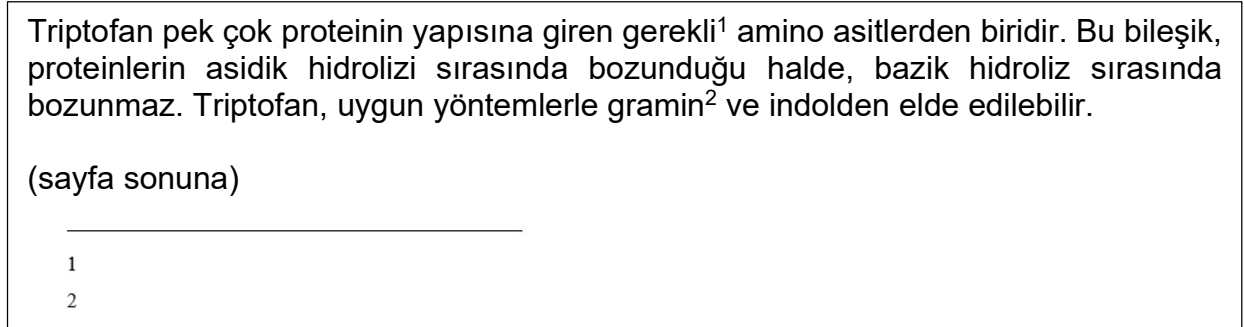 Triptofan pek çok proteinin yapısına giren gerekli¹ amino asitlerden biridir. Bu bileşik,
proteinlerin asidik hidrolizi sırasında bozunduğu halde, bazik hidroliz sırasında
bozunmaz. Triptofan, uygun yöntemlerle gramin² ve indolden elde edilebilir.
(sayfa sonuna)
1
2